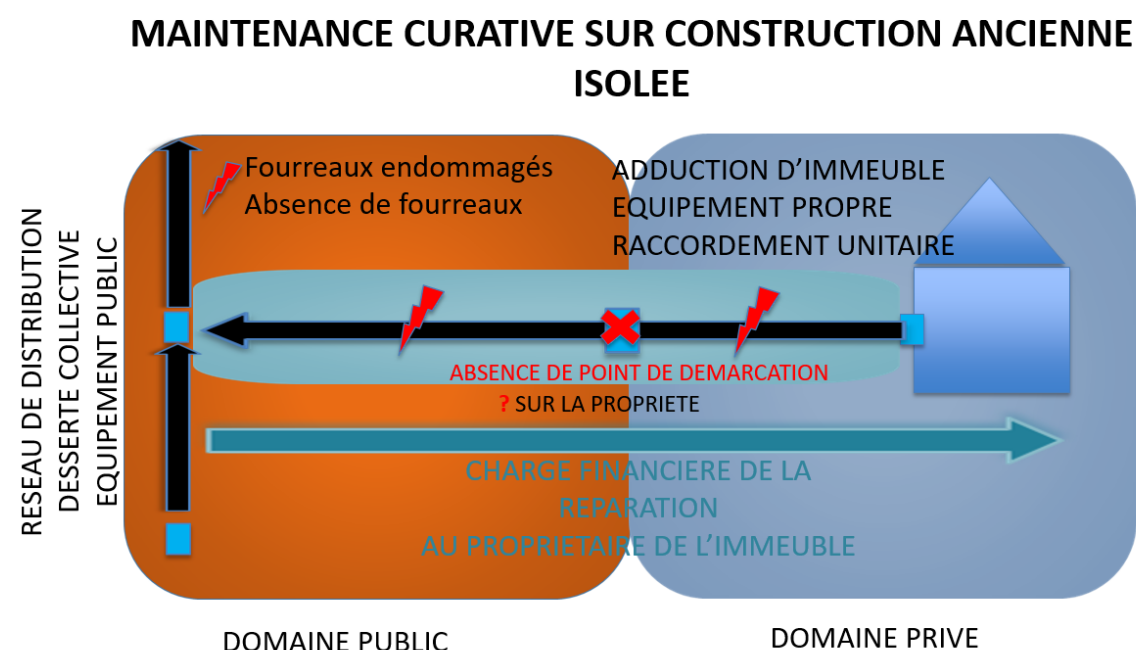 MAINTENANCE CURATIVE SUR CONSTRUCTION ANCIENNE
ISOLEE
Fourreaux endommagés
Absence de fourreaux
ADDUCTION D’IMMEUBLE
EQUIPEMENT PROPRE
RACCORDEMENT UNITAIRE
RESEAU DE DISTRIBUTION
DESSERTE COLLECTIVE
EQUIPEMENT PUBLIC
ABSENCE DE POINT DE DEMARCATION
? SUR LA PROPRIETE
CHARGE FINANCIERE DE LA
REPARATION
AU PROPRIETAIRE DE L’IMMEUBLE
DOMAINE PUBLIC
DOMAINE PRIVE